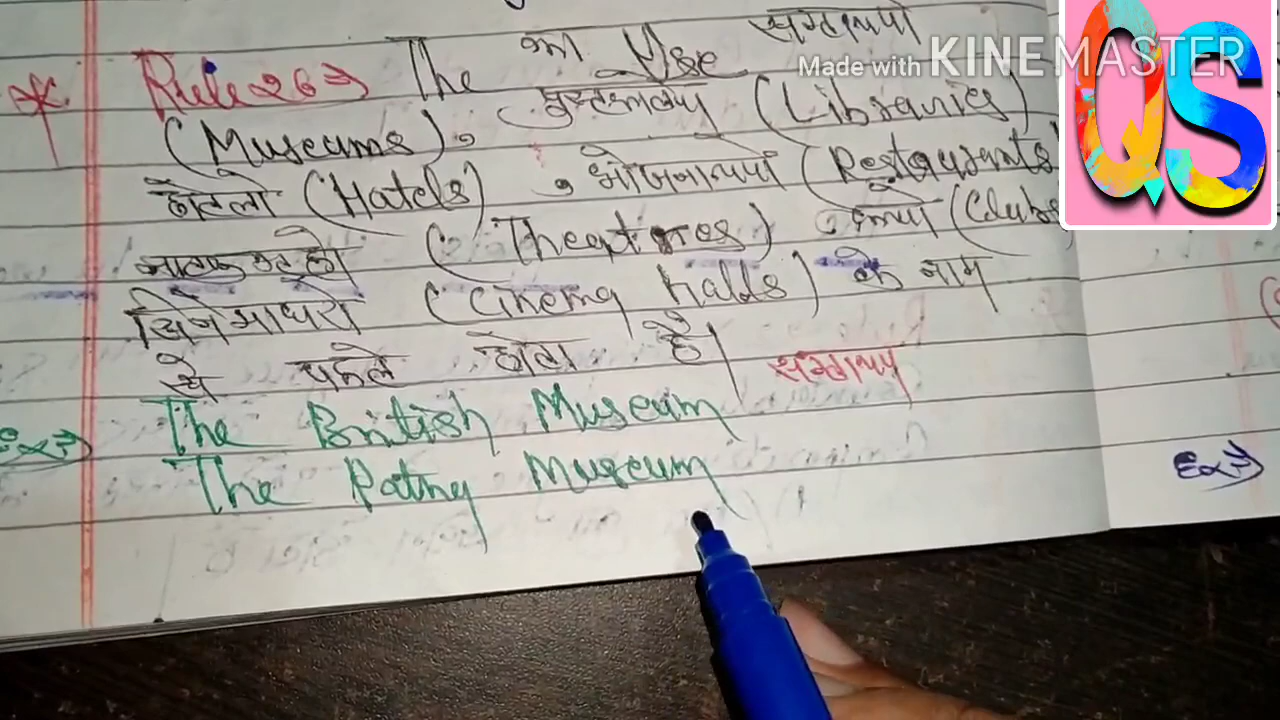 Rule 26 → The का Use संग्रहालयों
(Museums), पुस्तकालय (Libraries)
होटलो (Hotels), भोजनालयों (Restaurants
नाटकघरों (Theatres), क्लबों (Clubs,
सिनेमाघरों (Cinema halls) के नाम
से पहले होता है।
संग्रहालय
Ex → The British Museum
The Patna Museum
Ex →
Made with KINEMASTER
QS